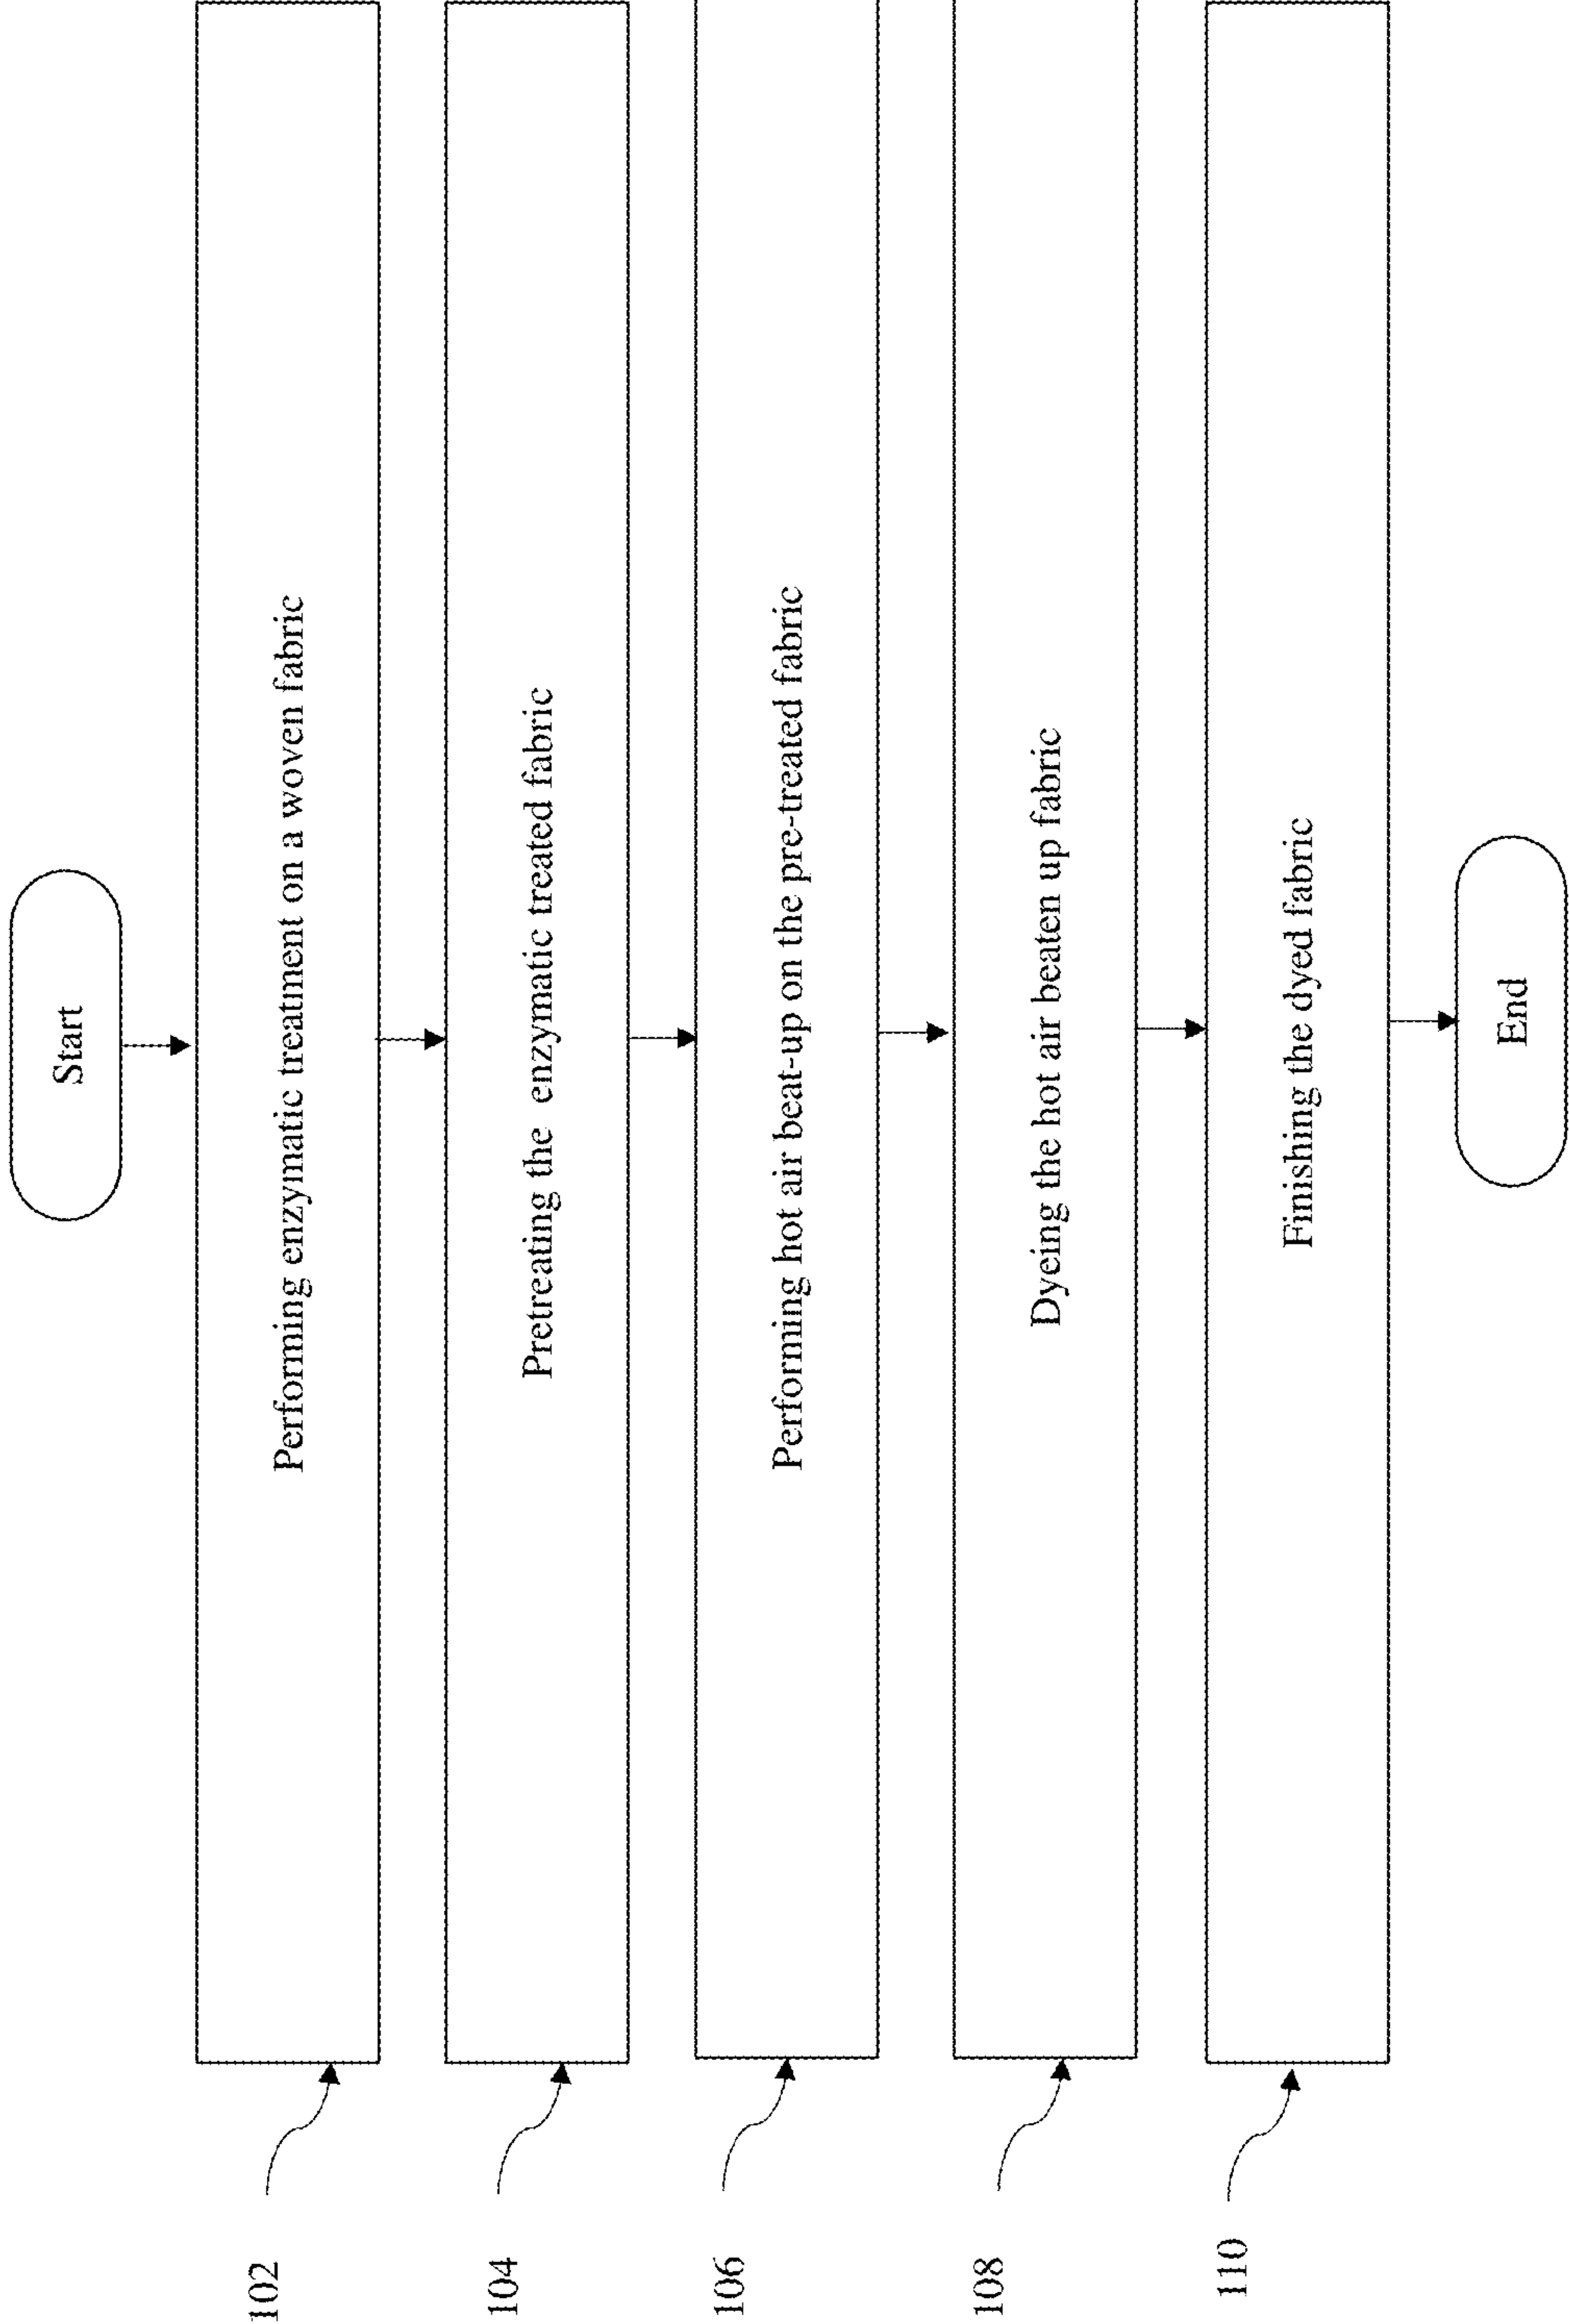 Start
102
Performing enzymatic treatment on a woven fabric
104
Pretreating the enzymatic treated fabric
106
Performing hot air beat-up on the pre-treated fabric
108
Dyeing the hot air beaten up fabric
110
Finishing the dyed fabric
End